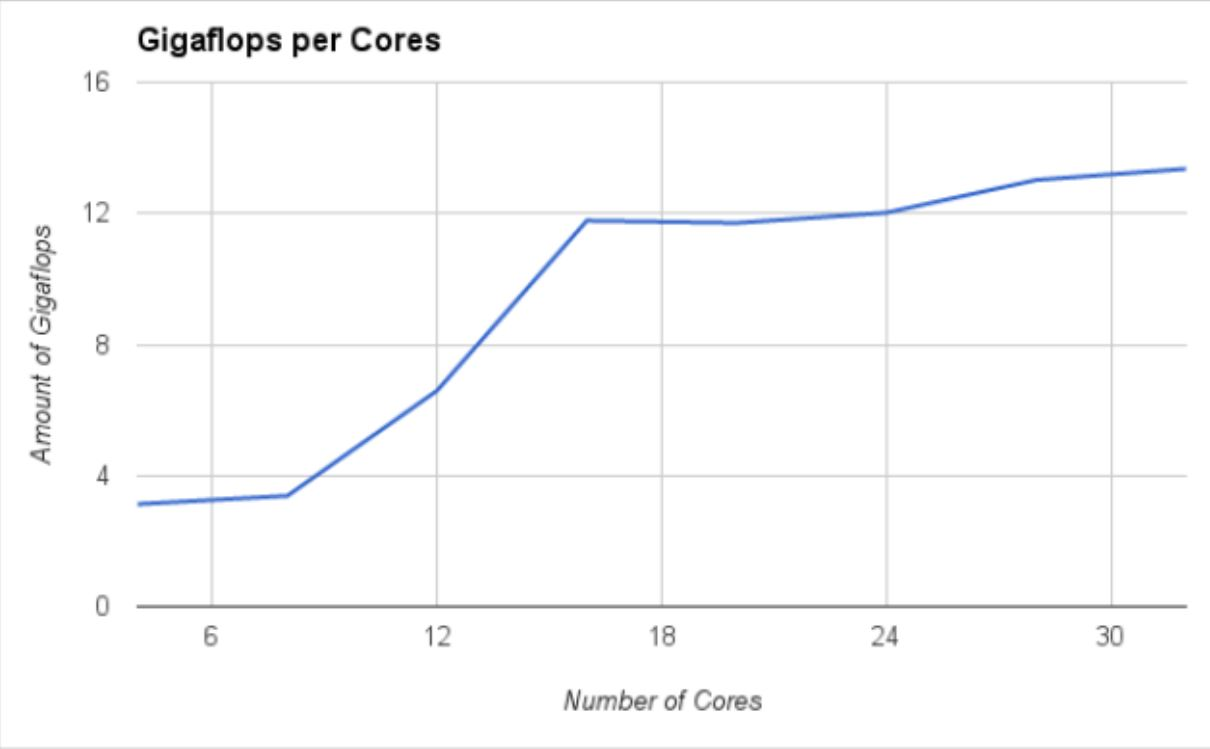 Gigaflops per Cores
16
12
8
4
0
Amount of Gigaflops
6 12 18 24 30
Number of Cores